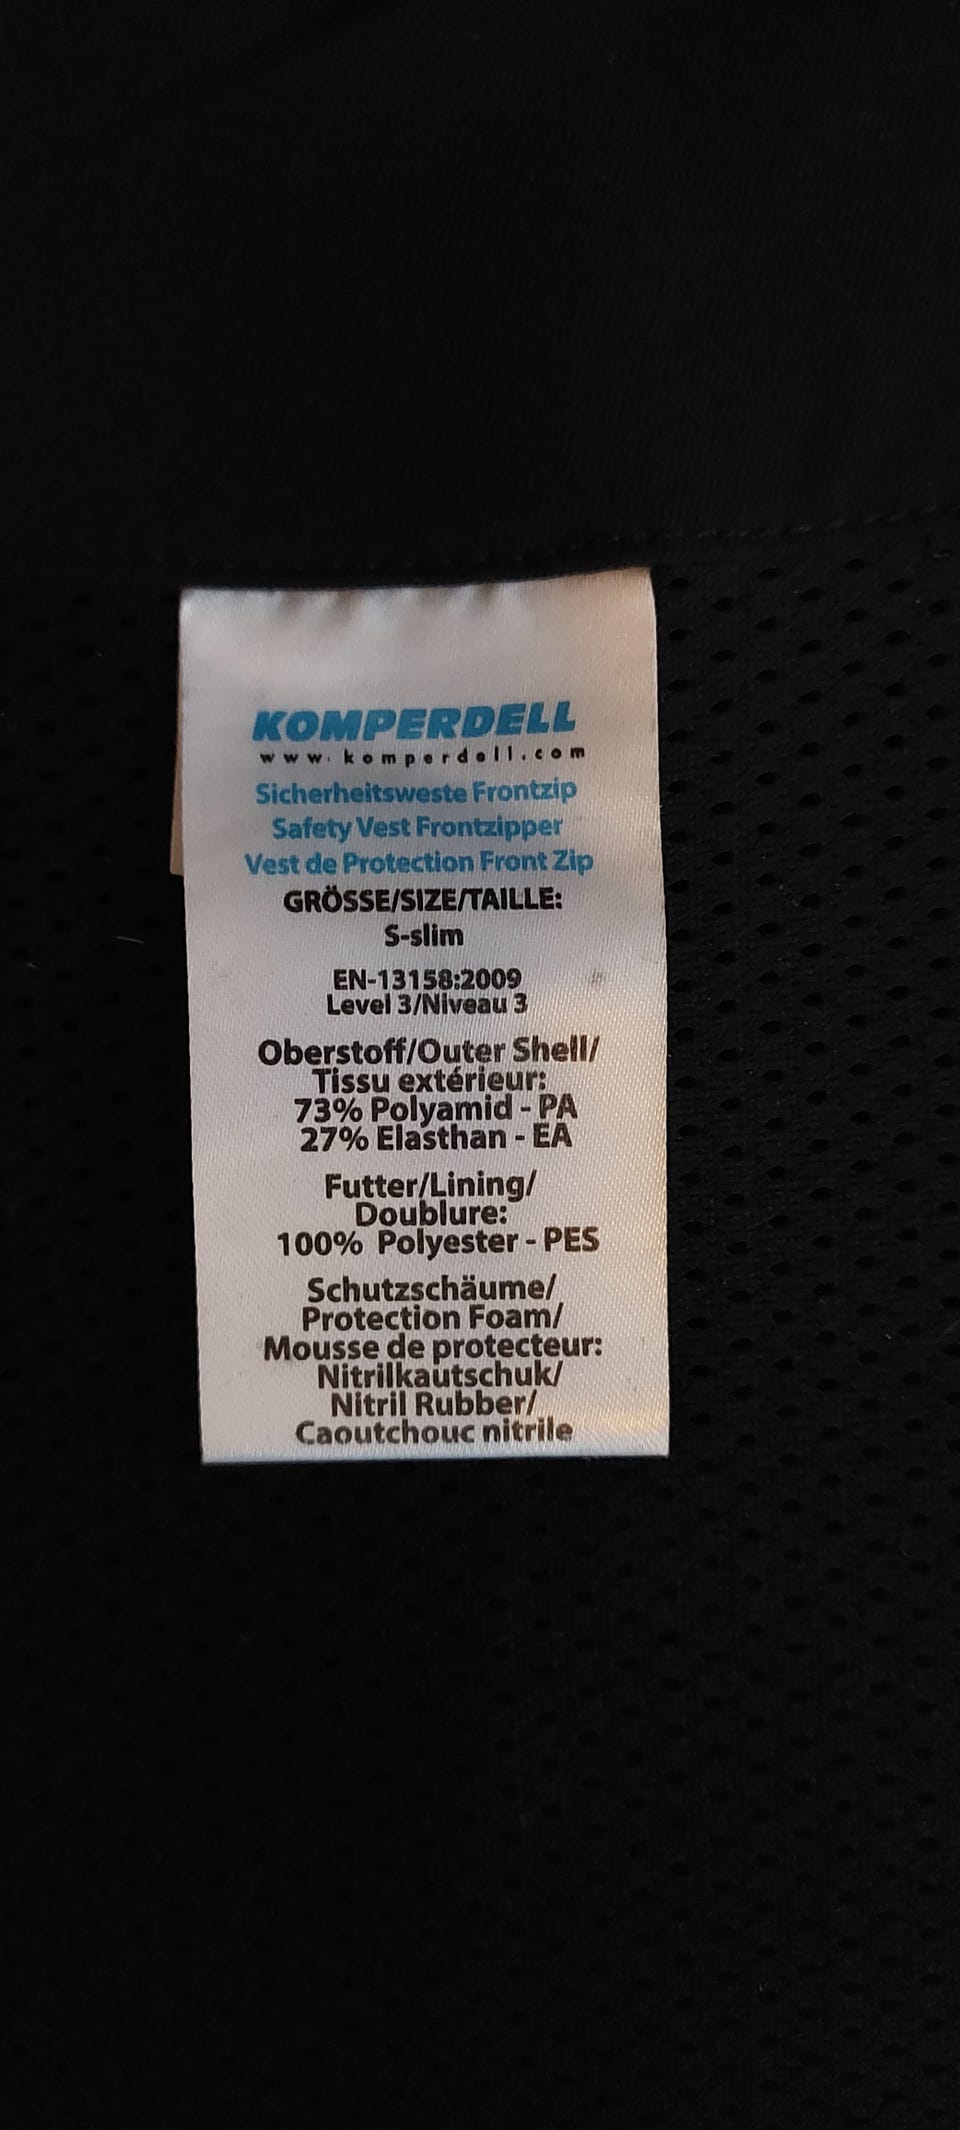 KOMPERDELL
www.komperdell.com
Sicherheitsweste Frontzip
Safety Vest Frontzipper
Vest de Protection Front Zip
GRÖSSE/SIZE/TAILLE:
S-slim
EN-13158:2009
Level 3/Niveau 3
Oberstoff/Outer Shell/
Tissu extérieur:
73% Polyamid - PA
27% Elasthan - EA
Futter/Lining/
Doublure:
100% Polyester - PES
Schutzschäume/
Protection Foam/
Mousse de protecteur:
Nitrilkautschuk/
Nitril Rubber/
Caoutchouc nitrile